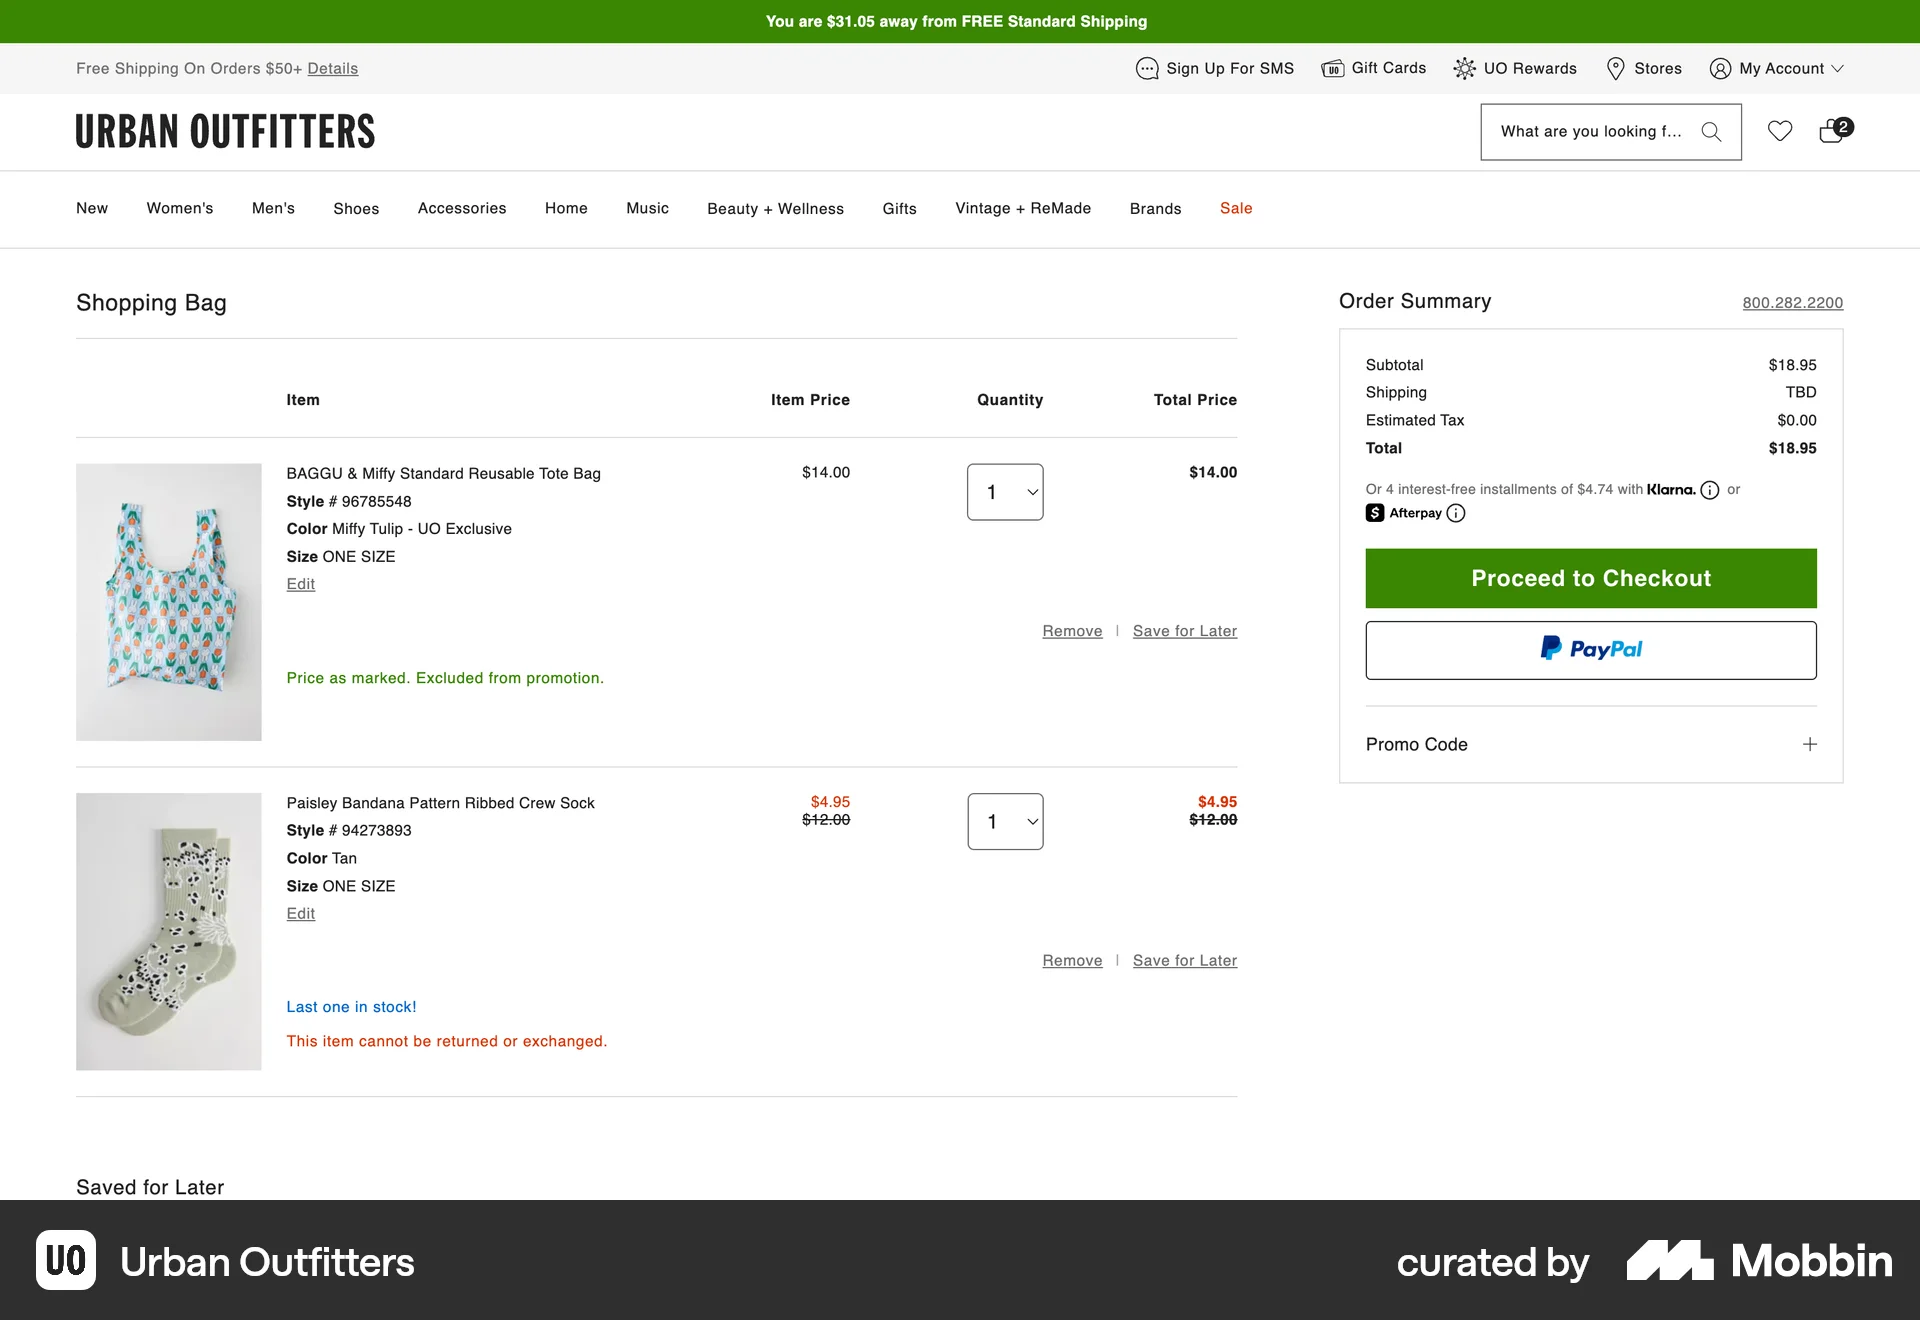 You are $31.05 away from FREE Standard Shipping
Free Shipping On Orders $50+ Details
Sign Up For SMS
UO
Gift Cards
UO Rewards
Stores
My Account
URBAN OUTFITTERS
What are you looking f...
2
New
Women's
Men's
Shoes
Accessories
Home
Music
Beauty + Wellness
Gifts
Vintage + ReMade
Brands
Sale
Shopping Bag
Item
Item Price
Quantity
Total Price
BAGGU & Miffy Standard Reusable Tote Bag
$14.00
1
$14.00
Style # 96785548
Color Miffy Tulip - UO Exclusive
Size ONE SIZE
Edit
Remove | Save for Later
Price as marked. Excluded from promotion.
Paisley Bandana Pattern Ribbed Crew Sock
$4.95
$12.00
1
$4.95
$12.00
Style # 94273893
Color Tan
Size ONE SIZE
Edit
Remove | Save for Later
Last one in stock!
This item cannot be returned or exchanged.
Saved for Later
Order Summary
800.282.2200
Subtotal $18.95
Shipping TBD
Estimated Tax $0.00
Total $18.95
Or 4 interest-free installments of $4.74 with Klarna. or
Afterpay
Proceed to Checkout
PayPal
Promo Code
UO
Urban Outfitters
curated by
Mobbin